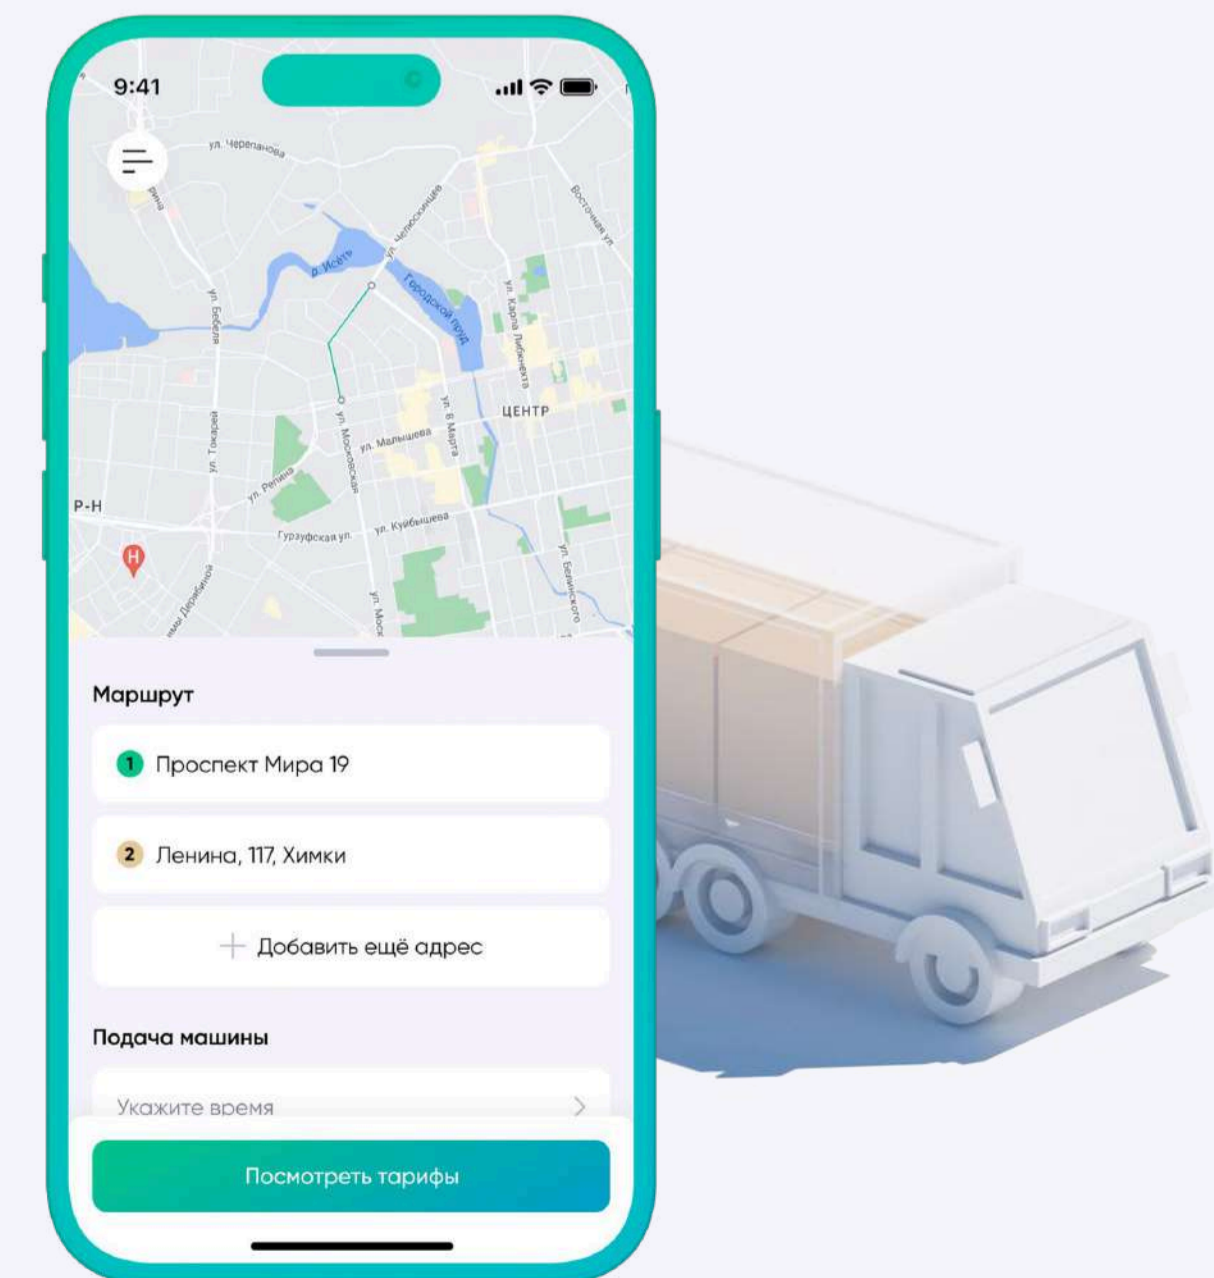 9:41
ул. Черепанова
ул. Челюскинцев
Восточная ул.
р. Исеть
Городской пруд
ул. Бебеля
ул. Карла Либкнехта
ЦЕНТР
ул. Токарей
ул. Московская
ул. Малышева
ул. 8 Марта
ул. Репина
Р-Н
Гурзуфская ул.
ул. Куйбышева
H
ул. Белинского
ул. Моск
Маршрут
1 Проспект Мира 19
2 Ленина, 117, Химки
+ Добавить ещё адрес
Подача машины
Укажите время
Посмотреть тарифы